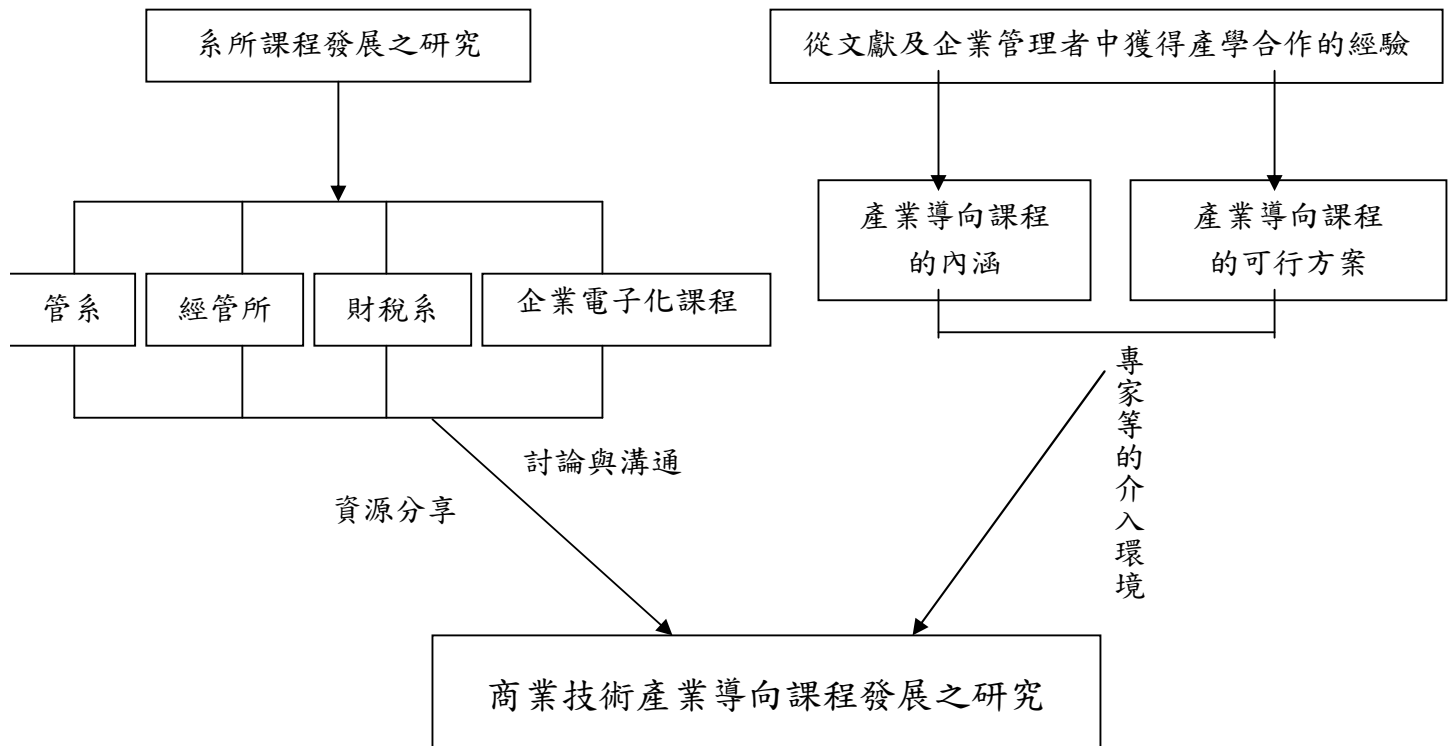 系所課程發展之研究
從文獻及企業管理者中獲得產學合作的經驗
產業導向課程
的內涵
產業導向課程
的可行方案
管系
經管所
財稅系
企業電子化課程
專家等的介入環境
討論與溝通
資源分享
商業技術產業導向課程發展之研究